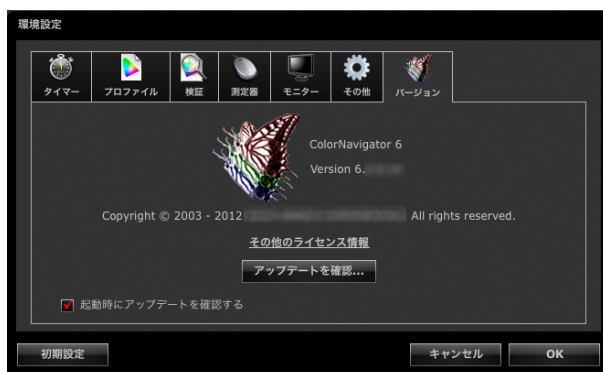 環境設定
タイマー
プロファイル
検証
測定器
モニター
その他
バージョン
ColorNavigator 6
Version 6.
Copyright © 2003 - 2012 All rights reserved.
その他のライセンス情報
アップデートを確認...
起動時にアップデートを確認する
初期設定
キャンセル
OK